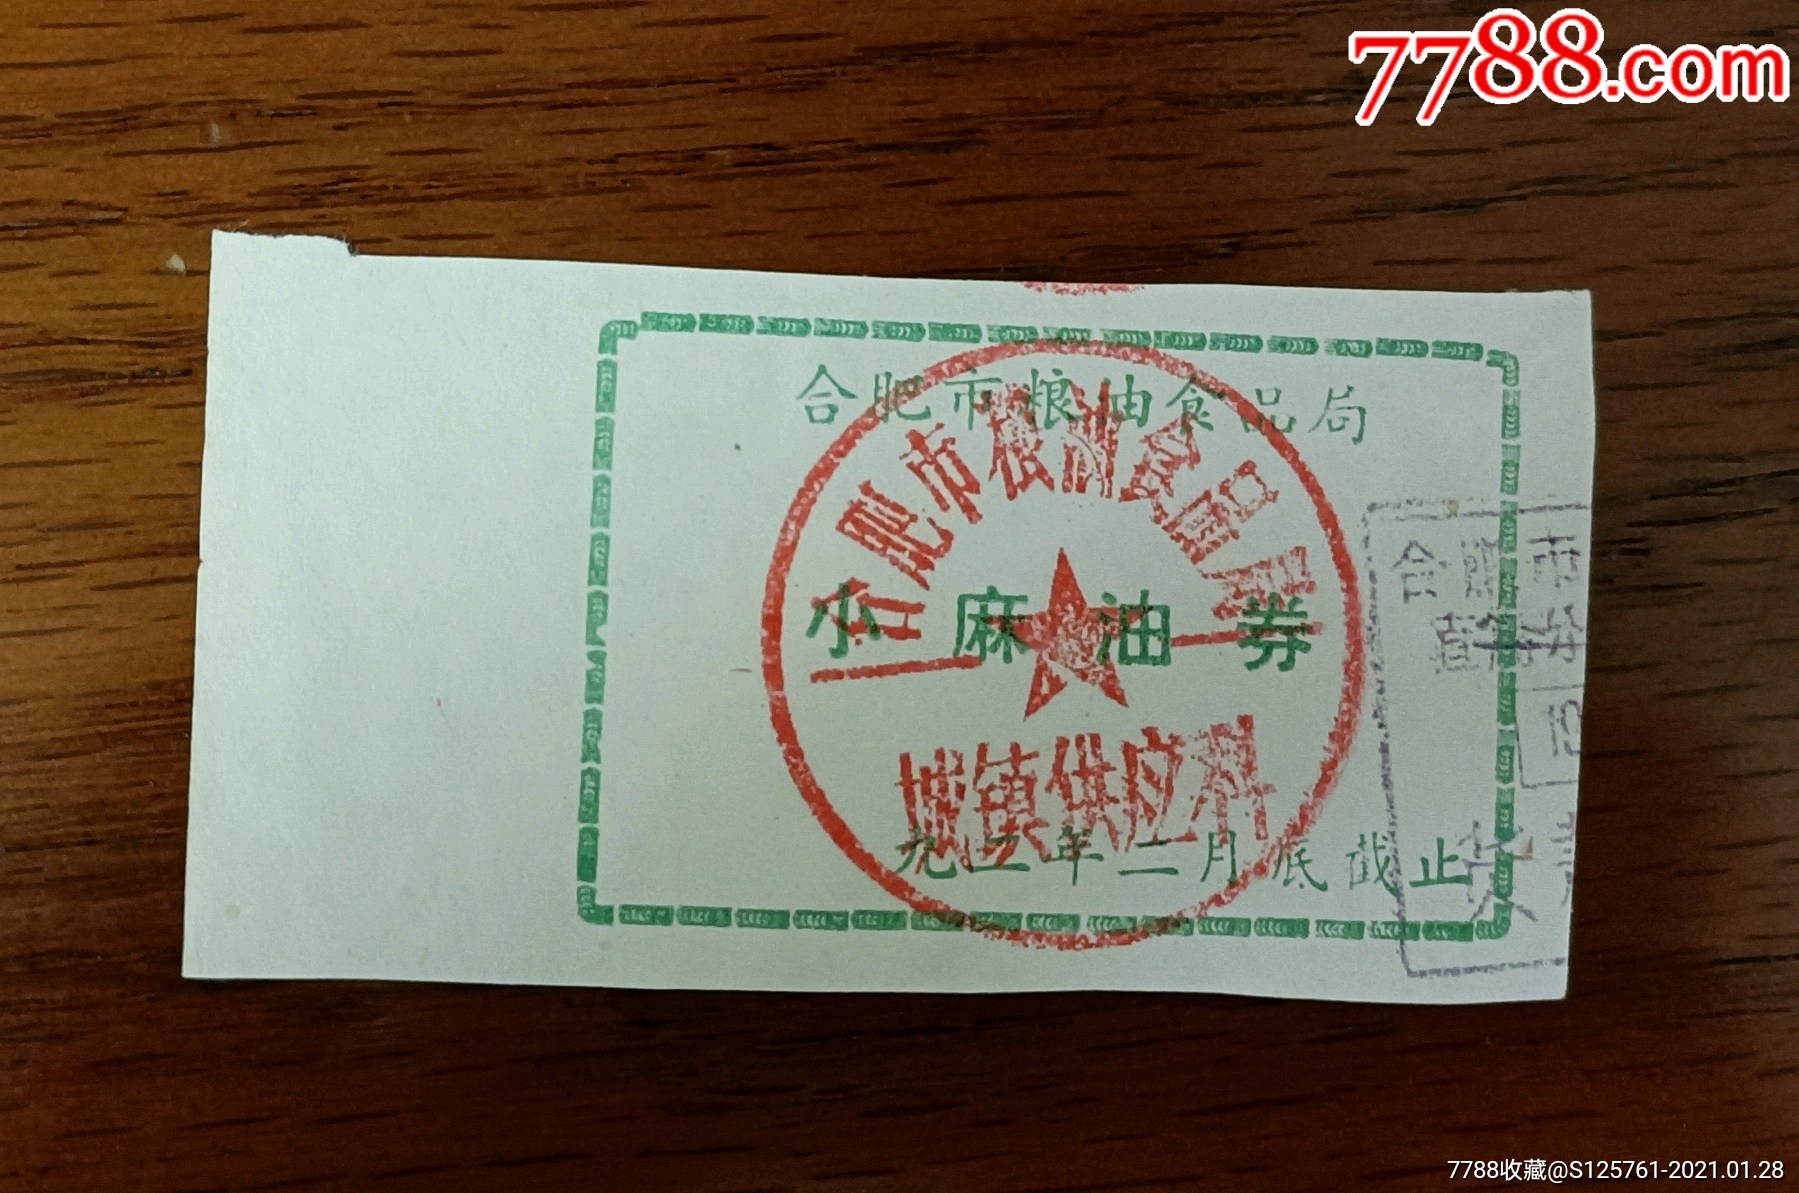 7788.com
合肥市粮油食品局
合肥市粮油食品局
小麻油券
城镇供应科
九二年二月底截止
合肥市
7788收藏@S125761-2021.01.28